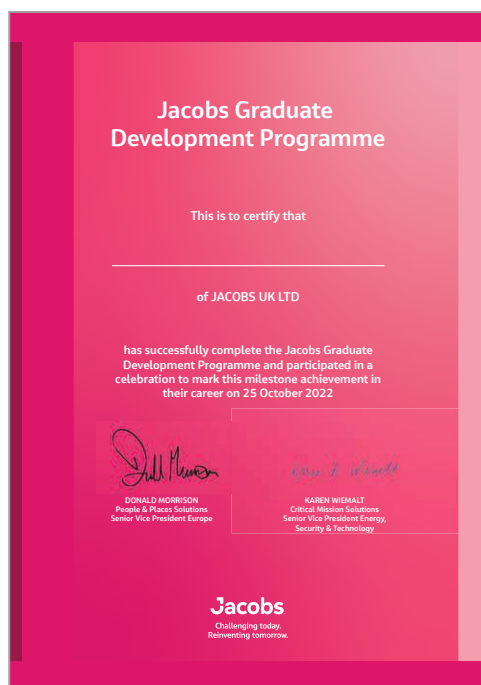 Jacobs Graduate
Development Programme
This is to certify that
of JACOBS UK LTD
has successfully complete the Jacobs Graduate
Development Programme and participated in a
celebration to mark this milestone achievement in
their career on 25 October 2022
DONALD MORRISON
People & Places Solutions
Senior Vice President Europe
KAREN WIEMALT
Critical Mission Solutions
Senior Vice President Energy,
Security & Technology
Jacobs
Challenging today.
Reinventing tomorrow.